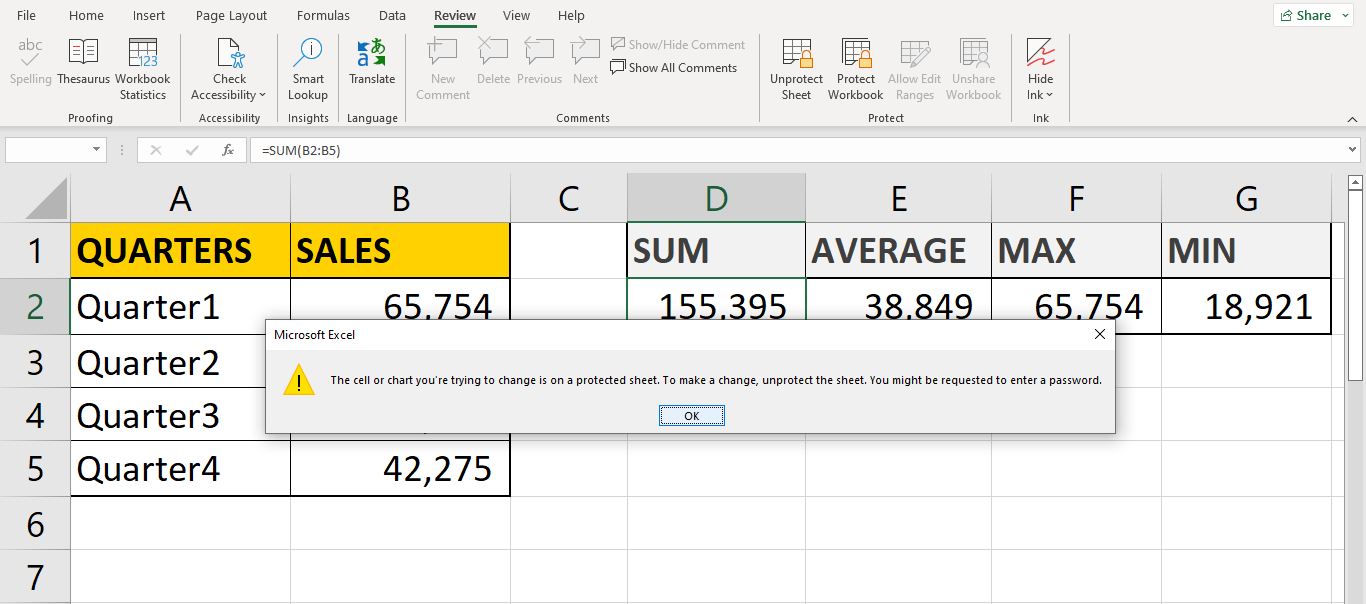 File Home Insert Page Layout Formulas Data Review View Help Share
abc
Spelling Thesaurus Workbook Statistics
Check Accessibility
Smart Lookup
Translate
New Comment Delete Previous Next
Show/Hide Comment
Show All Comments
Unprotect Sheet Protect Workbook Allow Edit Ranges Unshare Workbook
Hide Ink
Proofing Accessibility Insights Language Comments Protect Ink
fx =SUM(B2:B5)
A B C D E F G
1 QUARTERS SALES SUM AVERAGE MAX MIN
2 Quarter1 65,754 155,395 38,849 65,754 18,921
Microsoft Excel
3 Quarter2
The cell or chart you're trying to change is on a protected sheet. To make a change, unprotect the sheet. You might be requested to enter a password.
OK
4 Quarter3
5 Quarter4 42,275
6
7